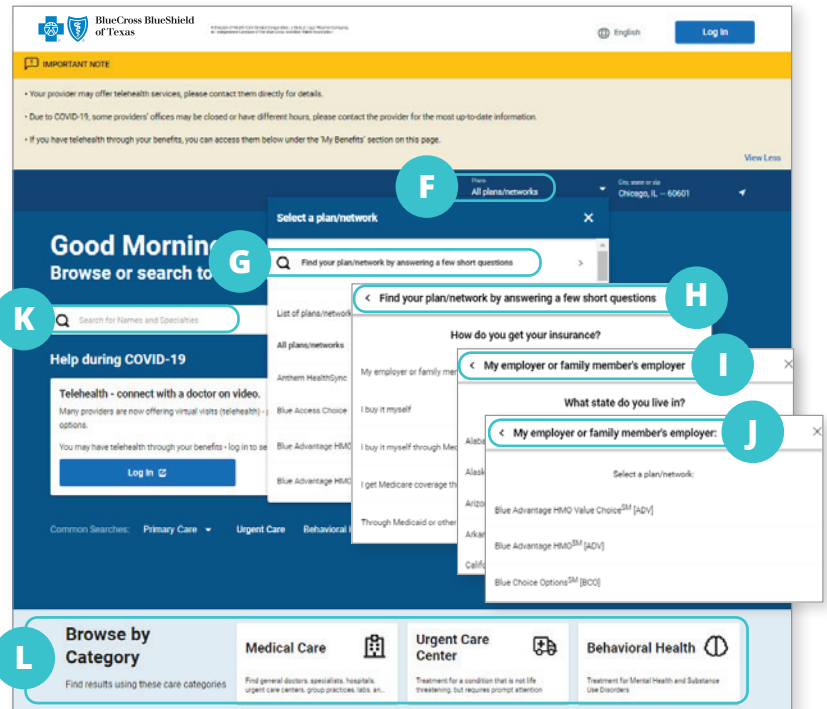 BlueCross BlueShield
of Texas
English
Log In
IMPORTANT NOTE
• Your provider may offer telehealth services, please contact them directly for details.
• Due to COVID-19, some providers' offices may be closed or have different hours, please contact the provider for the most up-to-date information.
• If you have telehealth through your benefits, you can access them below under the 'My Benefits' section on this page.
View Less
F
Plans
All plans/networks
City, state or zip
Chicago, IL — 60601
Select a plan/network
Good Mornin
Browse or search to
G
Find your plan/network by answering a few short questions
K
Search for Names and Specialties
List of plans/network
All plans/networks
Anthem HealthSync
Blue Access Choice
Blue Advantage HMO
Blue Advantage HMO
< Find your plan/network by answering a few short questions
H
How do you get your insurance?
My employer or family mem
I buy it myself
I buy it myself through Med
I get Medicare coverage th
Through Medicaid or other
< My employer or family member's employer
I
What state do you live in?
Alaba
Alask
Arizo
Arkan
Califo
< My employer or family member's employer:
J
Select a plan/network:
Blue Advantage HMO Value Choice℠ [ADV]
Blue Advantage HMO℠ [ADV]
Blue Choice Options℠ [BCO]
Help during COVID-19
Telehealth - connect with a doctor on video.
Many providers are now offering virtual visits (telehealth) -
options.
You may have telehealth through your benefits - log in to se
Log In
Common Searches: Primary Care Urgent Care Behavioral
L
Browse by
Category
Find results using these care categories
Medical Care
Find general doctors, specialists, hospitals,
urgent care centers, group practices, labs, an...
Urgent Care
Center
Treatment for a condition that is not life
threatening, but requires prompt attention
Behavioral Health
Treatment for Mental Health and Substance
Use Disorders